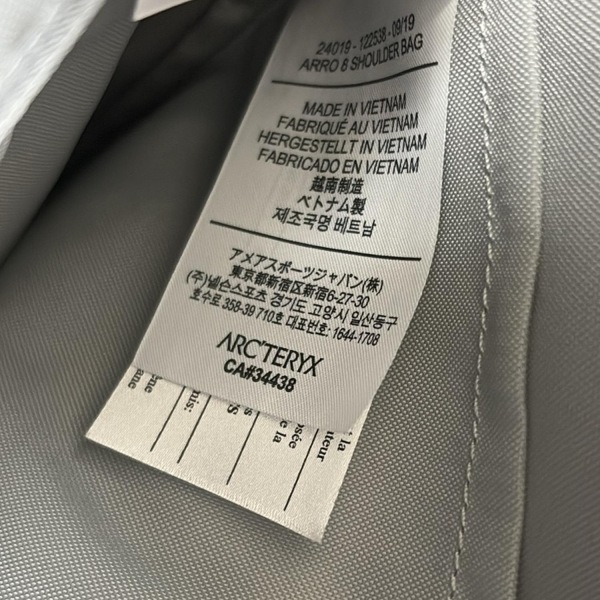 24019 - 122538 - 09/19
ARRO 8 SHOULDER BAG
MADE IN VIETNAM
FABRIQUÉ AU VIETNAM
HERGESTELLT IN VIETNAM
FABRICADO EN VIETNAM
越南制造
ベトナム製
제조국명 베트남
アメアスポーツジャパン(株)
東京都新宿区新宿6-27-30
(주)넬슨스포츠 경기도 고양시 일산동구
호수로 358-39 710호 대표번호: 1644-1708
ARC'TERYX
CA#34438